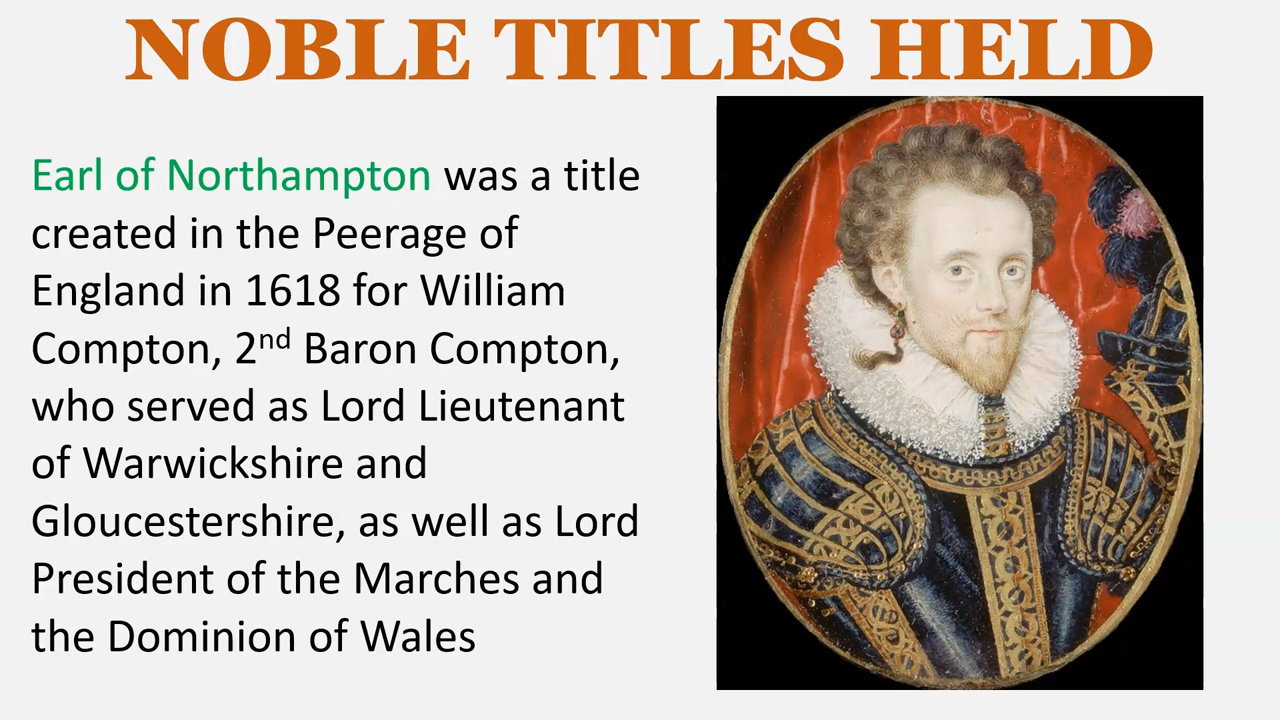 NOBLE TITLES HELD
Earl of Northampton was a title
created in the Peerage of
England in 1618 for William
Compton, 2nd Baron Compton,
who served as Lord Lieutenant
of Warwickshire and
Gloucestershire, as well as Lord
President of the Marches and
the Dominion of Wales